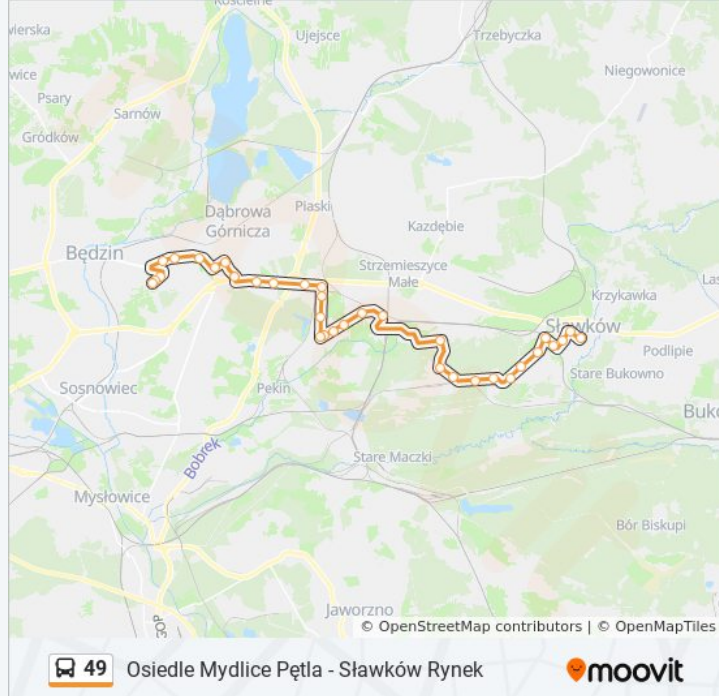 Kościelne
wierska
Ujejsce
Trzebyczka
wice
Niegowonice
Psary
Sarnów
Gródków
Dąbrowa
Górnicza
Piaski
Kazdębie
Będzin
Strzemieszyce
Małe
Las
Krzykawka
Sławków
Podlipie
Stare Bukowno
Sosnowiec
Pekin
Buko
Bobrek
Stare Maczki
Mysłowice
Bór Biskupi
Jaworzno
© OpenStreetMap contributors | © OpenMapTiles
49 Osiedle Mydlice Pętla - Sławków Rynek
moovit